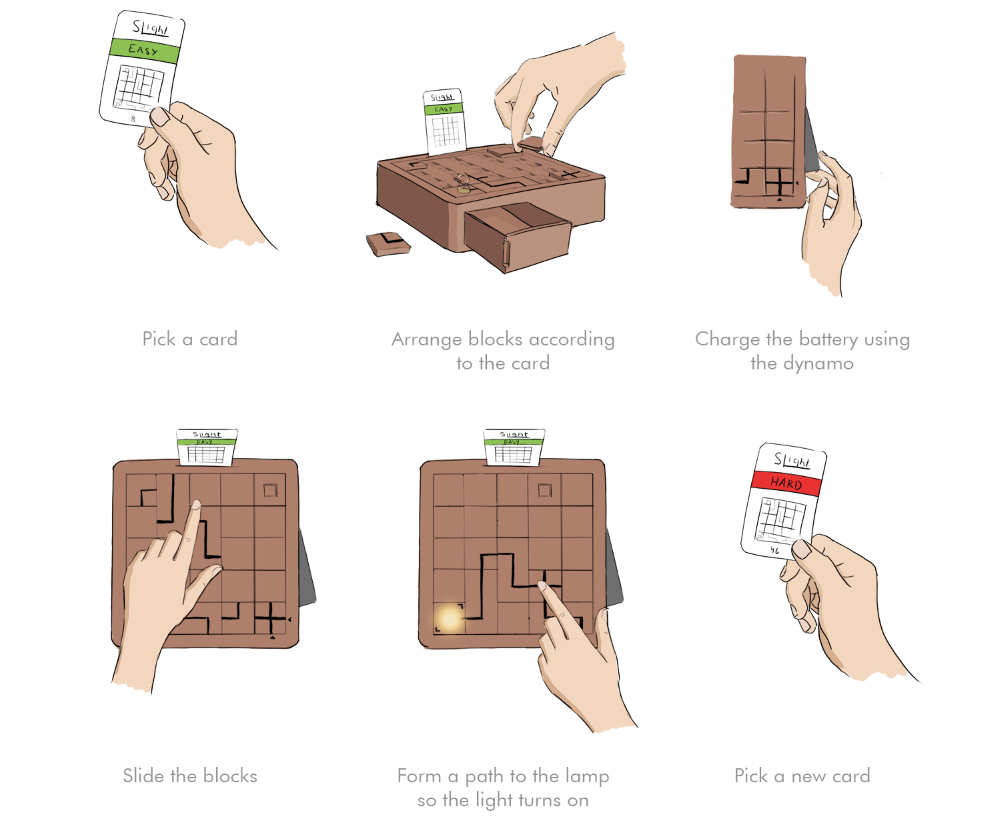 SLight
EASY
8
SLight
EASY
Pick a card
Arrange blocks according
to the card
Charge the battery using
the dynamo
SLight
EASY
SLight
EASY
SLight
HARD
46
Slide the blocks
Form a path to the lamp
so the light turns on
Pick a new card